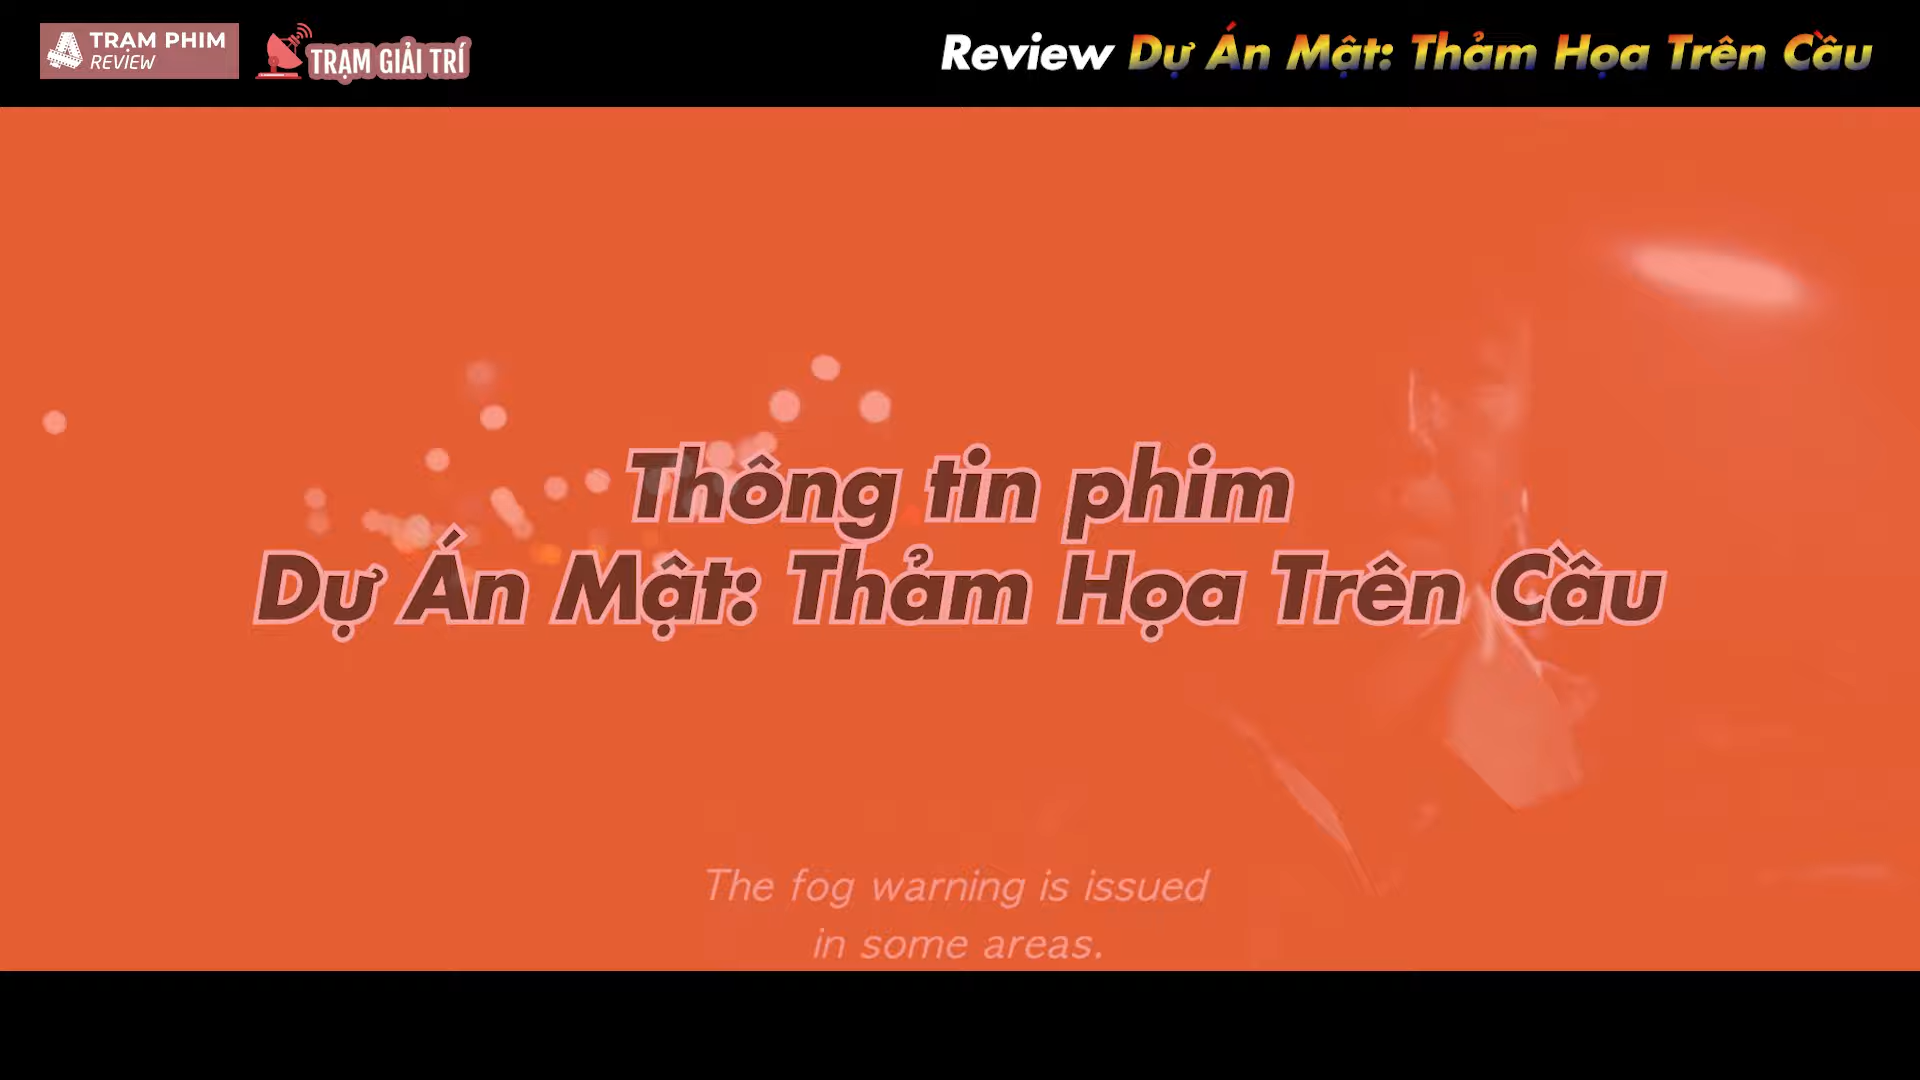 TRẠM PHIM
REVIEW
TRẠM GIẢI TRÍ
Review Dự Án Mật: Thảm Họa Trên Cầu
Thông tin phim
Dự Án Mật: Thảm Họa Trên Cầu
The fog warning is issued
in some areas.